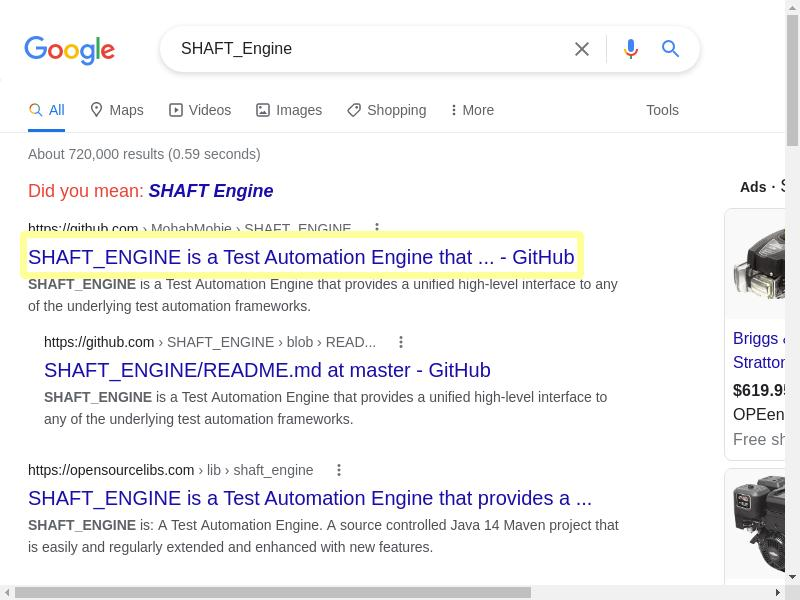 Google
SHAFT_Engine
All
Maps
Videos
Images
Shopping
More
Tools
About 720,000 results (0.59 seconds)
Did you mean: SHAFT Engine
Ads ·
https://github.com › MohabMohie › SHAFT_ENGINE
SHAFT_ENGINE is a Test Automation Engine that ... - GitHub
SHAFT_ENGINE is a Test Automation Engine that provides a unified high-level interface to any
of the underlying test automation frameworks.
https://github.com › SHAFT_ENGINE › blob › READ...
SHAFT_ENGINE/README.md at master - GitHub
SHAFT_ENGINE is a Test Automation Engine that provides a unified high-level interface to
any of the underlying test automation frameworks.
https://opensourcelibs.com › lib › shaft_engine
SHAFT_ENGINE is a Test Automation Engine that provides a ...
SHAFT_ENGINE is: A Test Automation Engine. A source controlled Java 14 Maven project that
is easily and regularly extended and enhanced with new features.
Briggs
Stratton
$619.9
OPEen
Free sh